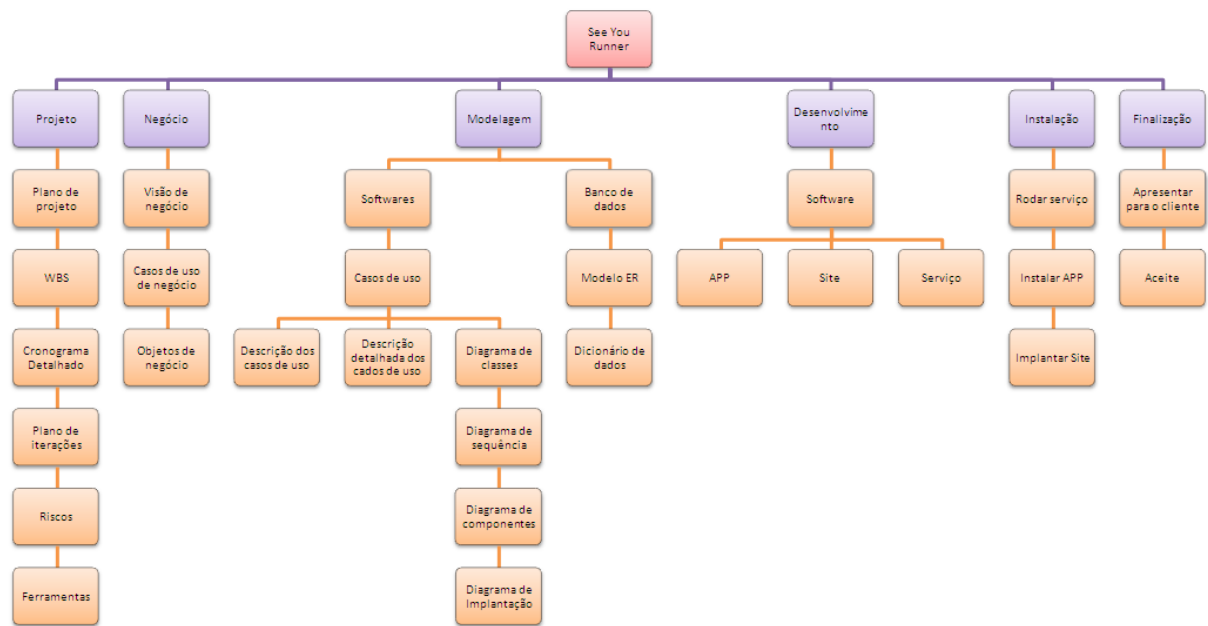 See You
Runner
Projeto
Negócio
Modelagem
Desenvolvime
nto
Instalação
Finalização
Plano de
projeto
Visão de
negócio
Softwares
Banco de
dados
Software
Rodar serviço
Apresentar
para o cliente
WBS
Casos de uso
de negócio
Casos de uso
Modelo ER
APP
Site
Serviço
Instalar APP
Aceite
Cronograma
Detalhado
Objetos de
negócio
Descrição dos
casos de uso
Descrição
detalhada dos
cados de uso
Diagrama de
classes
Dicionário de
dados
Implantar Site
Plano de
iterações
Diagrama de
sequência
Riscos
Diagrama de
componentes
Ferramentas
Diagrama de
Implantação